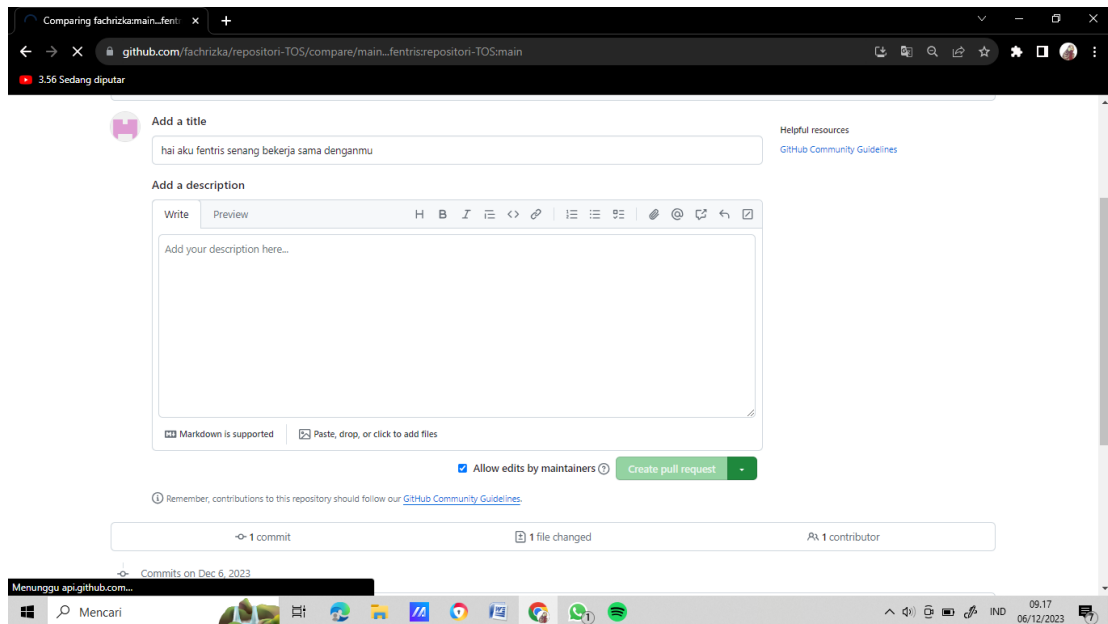 Comparing fachrizka:main...fentr
github.com/fachrizka/repositori-TOS/compare/main...fentris:repositori-TOS:main
3.56 Sedang diputar
Add a title
hai aku fentris senang bekerja sama denganmu
Helpful resources
GitHub Community Guidelines
Add a description
Write Preview
Add your description here...
Markdown is supported
Paste, drop, or click to add files
Allow edits by maintainers
Create pull request
Remember, contributions to this repository should follow our GitHub Community Guidelines.
1 commit
1 file changed
1 contributor
Commits on Dec 6, 2023
Menunggu api.github.com...
Mencari
IND
09.17
06/12/2023